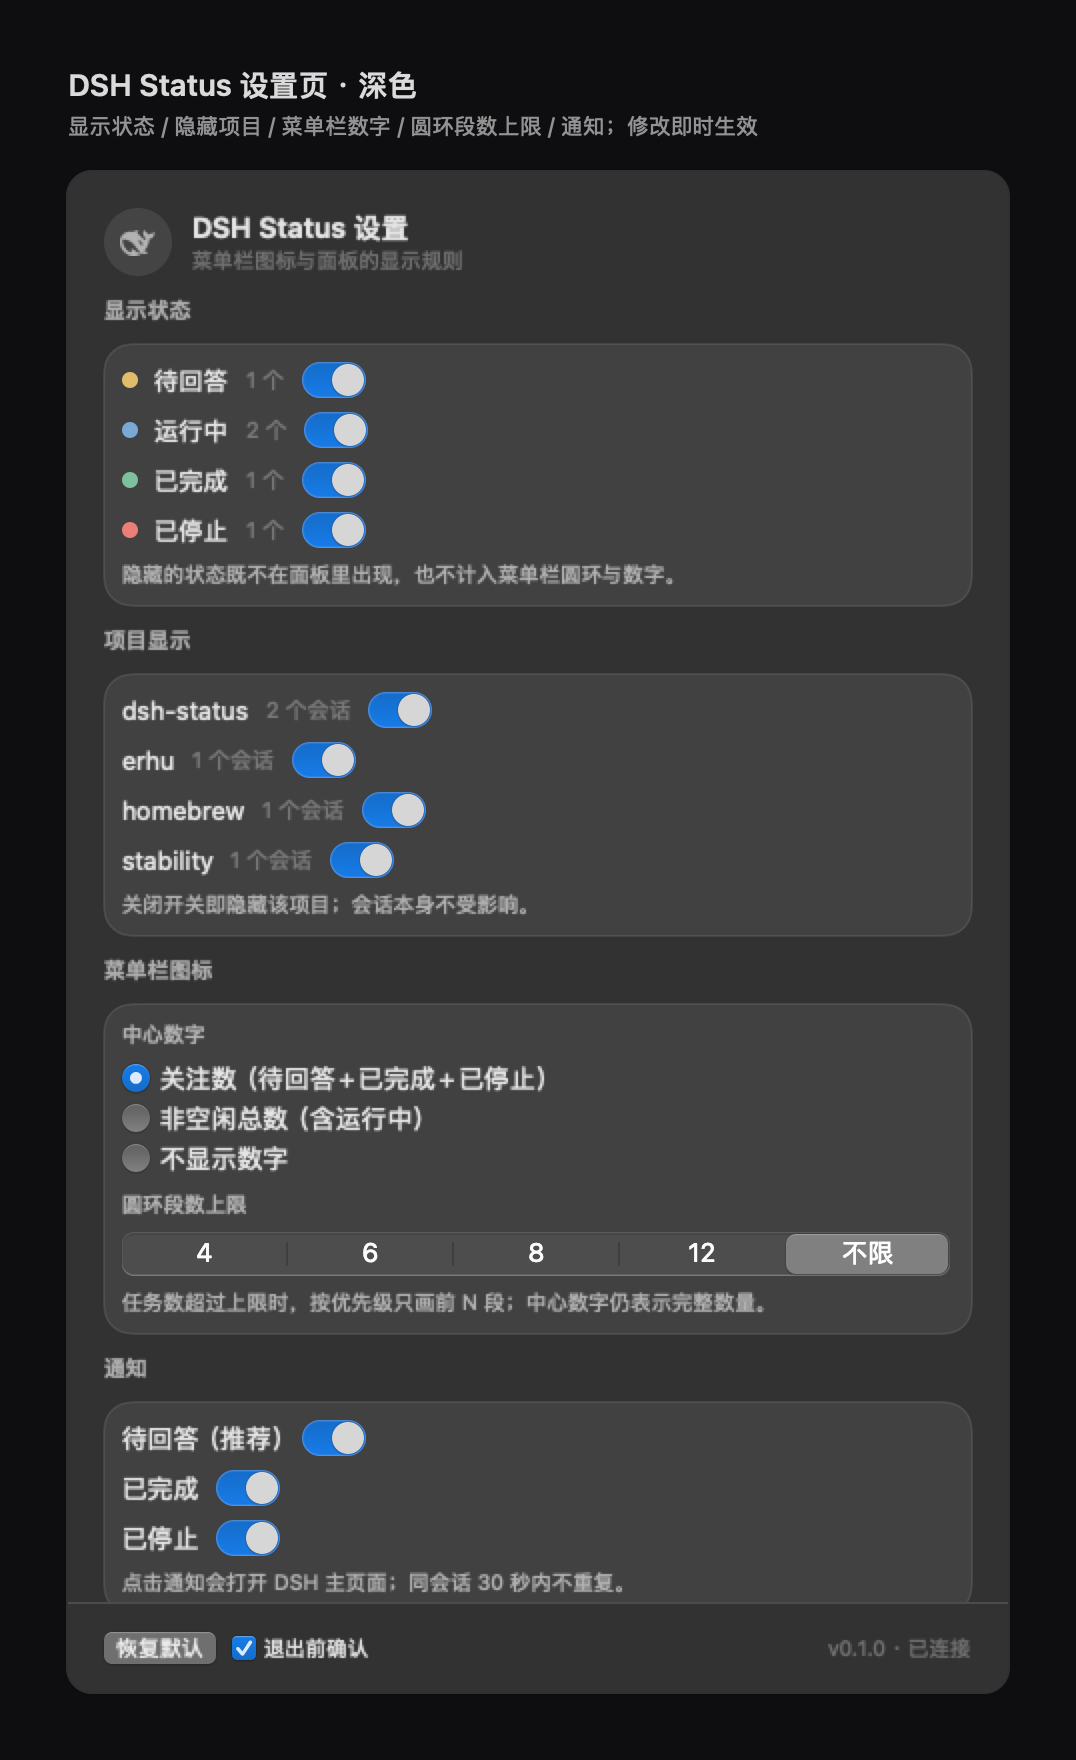 DSH Status 设置页 · 深色
显示状态 / 隐藏项目 / 菜单栏数字 / 圆环段数上限 / 通知；修改即时生效
DSH Status 设置
菜单栏图标与面板的显示规则
显示状态
待回答 1 个
运行中 2 个
已完成 1 个
已停止 1 个
隐藏的状态既不在面板里出现，也不计入菜单栏圆环与数字。
项目显示
dsh-status 2 个会话
erhu 1 个会话
homebrew 1 个会话
stability 1 个会话
关闭开关即隐藏该项目；会话本身不受影响。
菜单栏图标
中心数字
关注数（待回答+已完成+已停止）
非空闲总数（含运行中）
不显示数字
圆环段数上限
4 6 8 12 不限
任务数超过上限时，按优先级只画前 N 段；中心数字仍表示完整数量。
通知
待回答（推荐）
已完成
已停止
点击通知会打开 DSH 主页面；同会话 30 秒内不重复。
恢复默认 退出前确认 v0.1.0 · 已连接